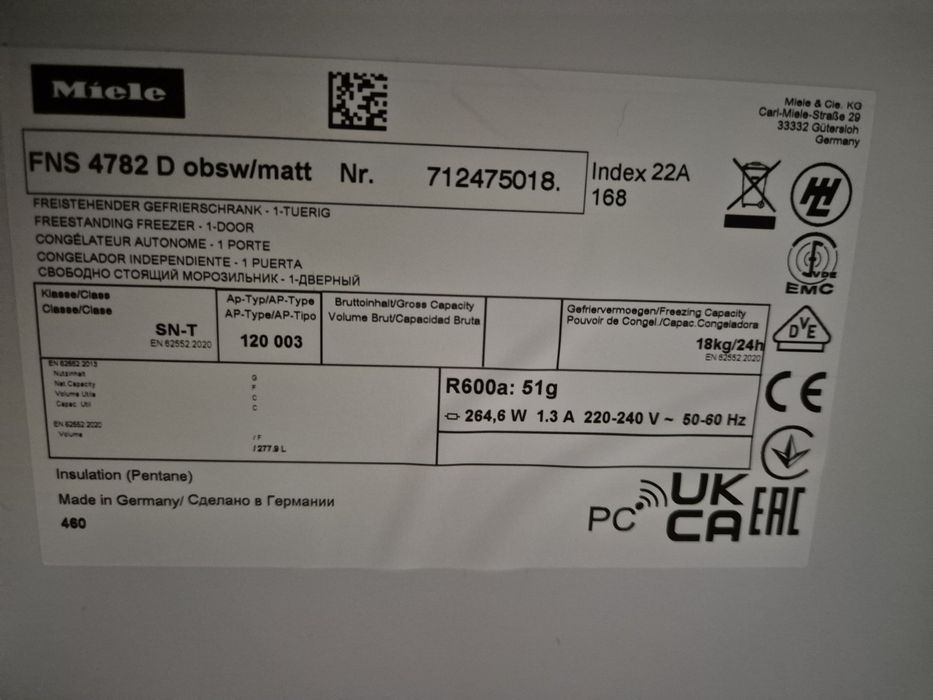 Miele
Miele & Cie. KG
Carl-Miele-Straße 29
33332 Gütersloh
Germany
FNS 4782 D obsw/matt Nr. 712475018.
Index 22A
168
FREISTEHENDER GEFRIERSCHRANK - 1-TUERIG
FREESTANDING FREEZER - 1-DOOR
CONGÉLATEUR AUTONOME - 1 PORTE
CONGELADOR INDEPENDIENTE - 1 PUERTA
СВОБОДНО СТОЯЩИЙ МОРОЗИЛЬНИК - 1-ДВЕРНЫЙ
VDE
EMC
Klasse/Class
Classe/Clase
SN-T
EN 62552:2020
Ap-Typ/AP-Type
AP-Type/AP-Tipo
120 003
Bruttoinhalt/Gross Capacity
Volume Brut/Capacidad Bruta
Gefriervermoegen/Freezing Capacity
Pouvoir de Congel./Capac.Congeladora
18kg/24h
EN 62552:2020
DVE
EN 62552:2013
Nutzinhalt
Net.Capacity
Volume Utile
Capac. Util
G
F
C
C
EN 62552:2020
Volume
/ F
/ 277.9 L
R600a: 51g
264,6 W 1.3 A 220-240 V ~ 50-60 Hz
CE
Insulation (Pentane)
Made in Germany/ Сделано в Германии
460
PC
UK
CA
EAC